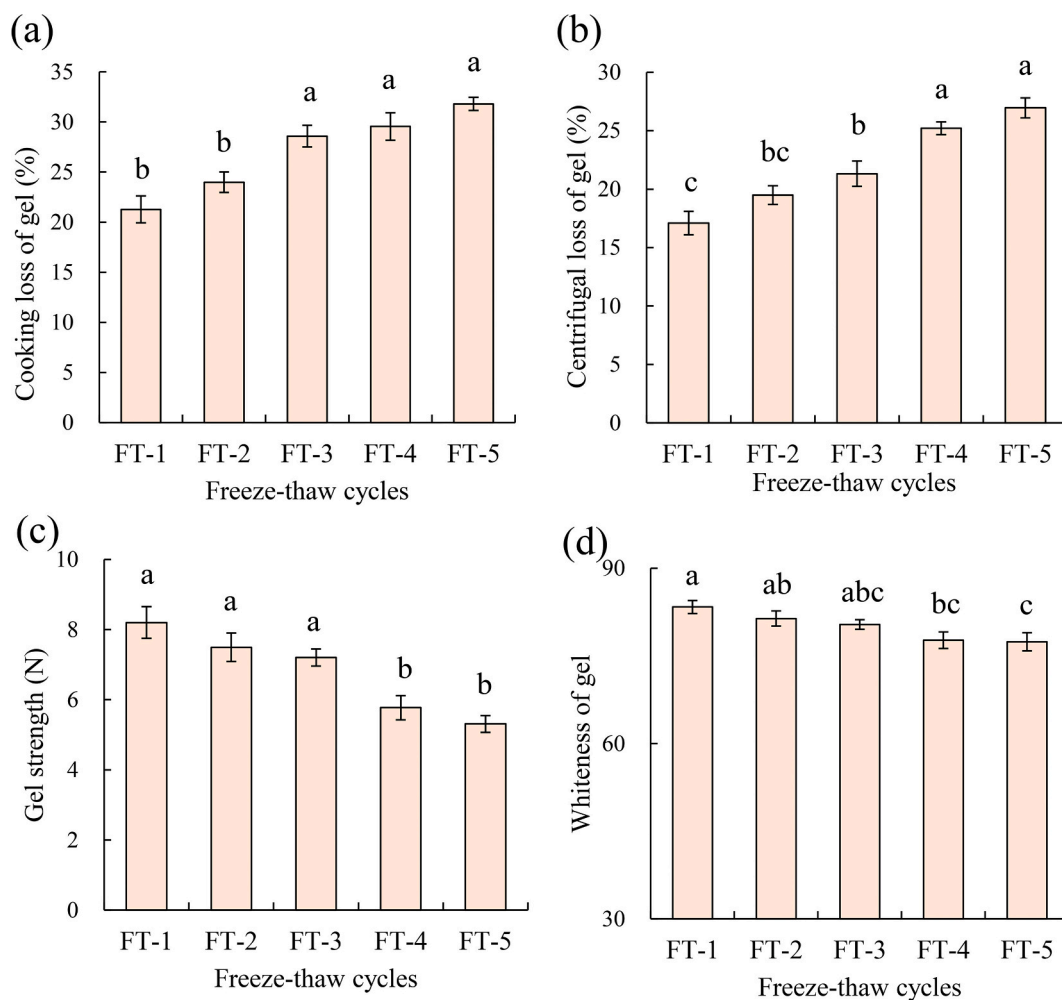 (a)
Cooking loss of gel (%)
35
30
25
20
15
10
5
0
b
b
a
a
a
FT-1 FT-2 FT-3 FT-4 FT-5
Freeze-thaw cycles
(b)
Centrifugal loss of gel (%)
30
25
20
15
10
5
0
c
bc
b
a
a
FT-1 FT-2 FT-3 FT-4 FT-5
Freeze-thaw cycles
(c)
Gel strength (N)
10
8
6
4
2
0
a
a
a
b
b
FT-1 FT-2 FT-3 FT-4 FT-5
Freeze-thaw cycles
(d)
Whiteness of gel
90
60
30
a
ab
abc
bc
c
FT-1 FT-2 FT-3 FT-4 FT-5
Freeze-thaw cycles